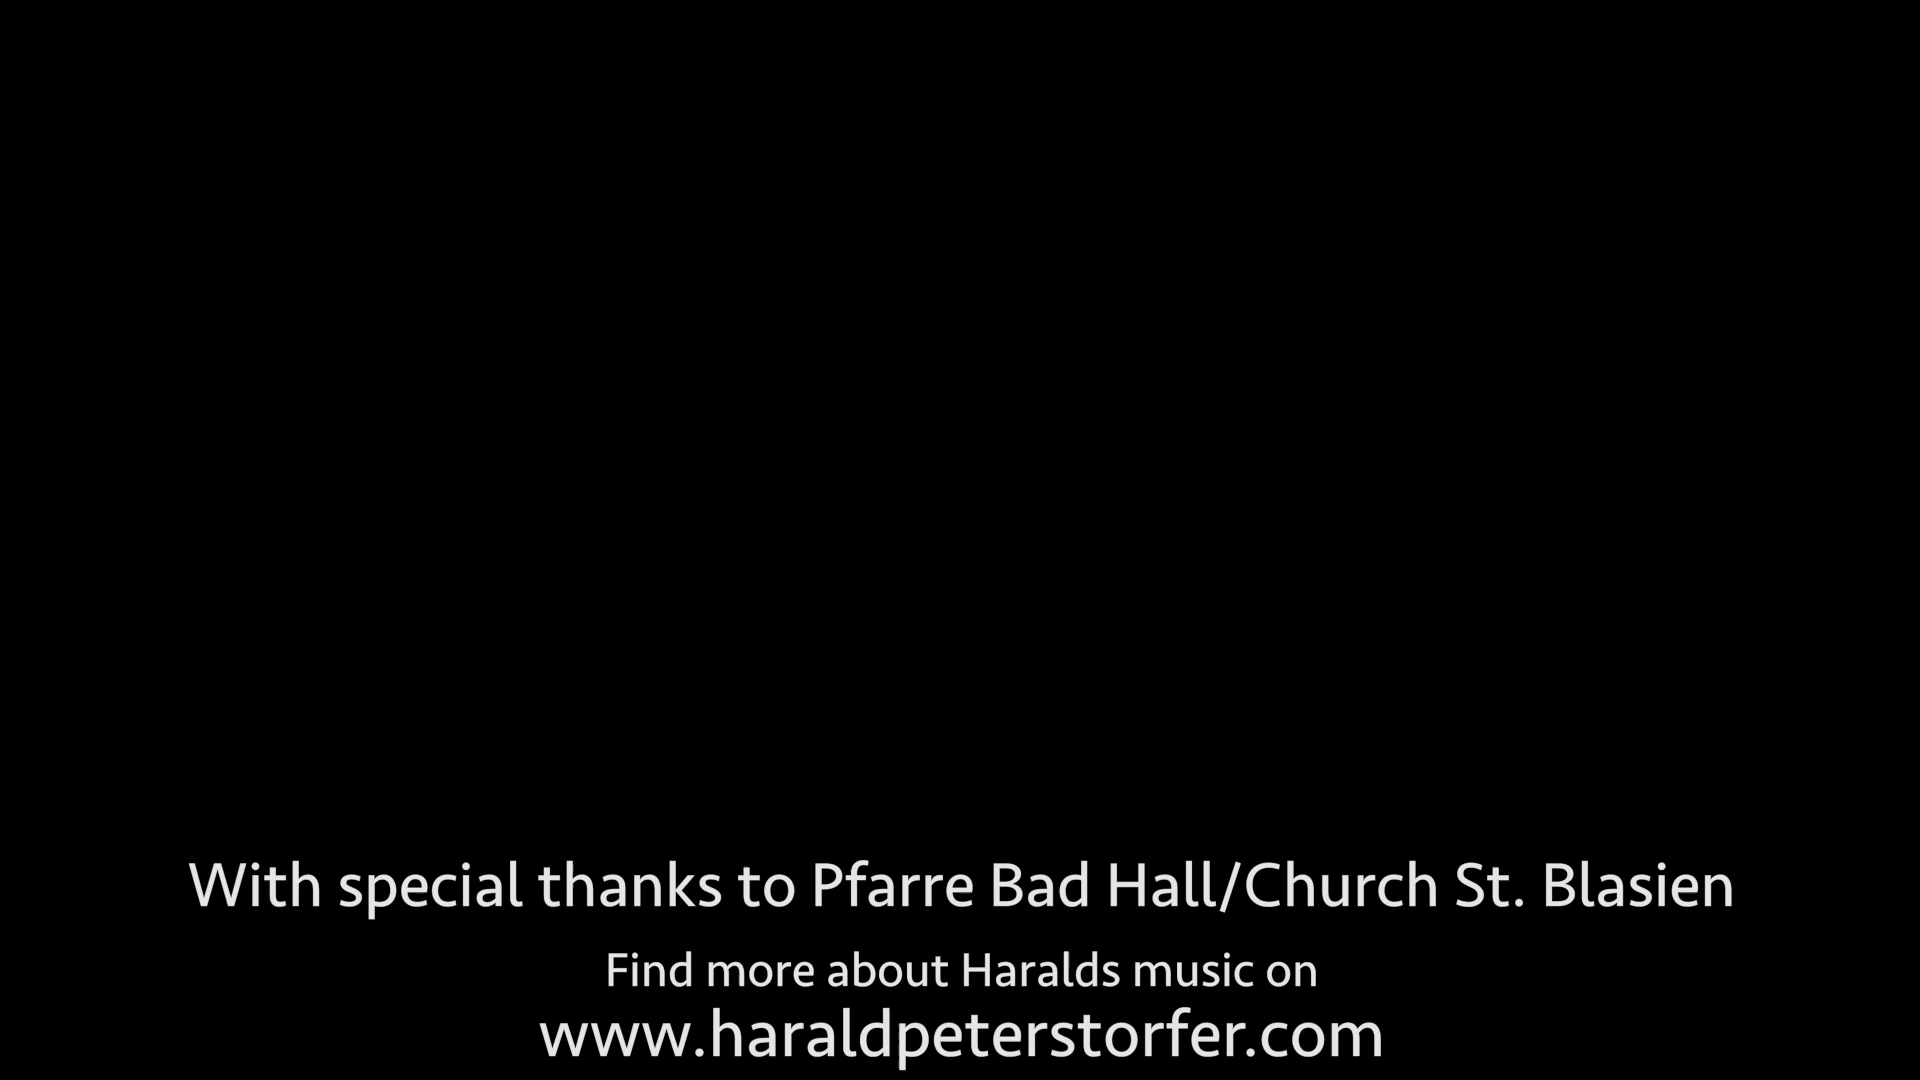 With special thanks to Pfarre Bad Hall/Church St. Blasien
Find more about Haralds music on
www.haraldpeterstorfer.com